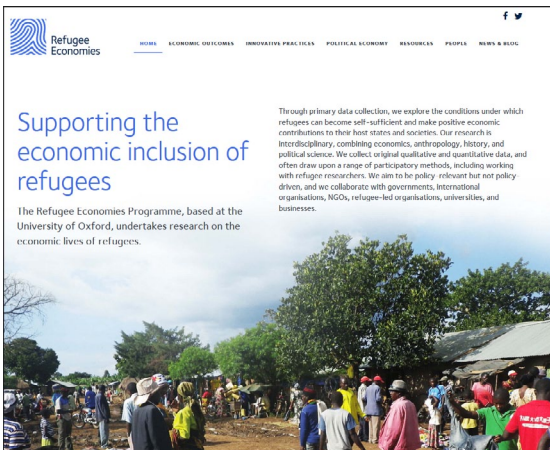 Refugee
Economies
HOME ECONOMIC OUTCOMES INNOVATIVE PRACTICES POLITICAL ECONOMY RESOURCES PEOPLE NEWS & BLOG
Supporting the
economic inclusion of
refugees
The Refugee Economies Programme, based at the
University of Oxford, undertakes research on the
economic lives of refugees.
Through primary data collection, we explore the conditions under which
refugees can become self-sufficient and make positive economic
contributions to their host states and societies. Our research is
interdisciplinary, combining economics, anthropology, history, and
political science. We collect original qualitative and quantitative data, and
often draw upon a range of participatory methods, including working
with refugee researchers. We aim to be policy-relevant but not policy-
driven, and we collaborate with governments, international
organisations, NGOs, refugee-led organisations, universities, and
businesses.